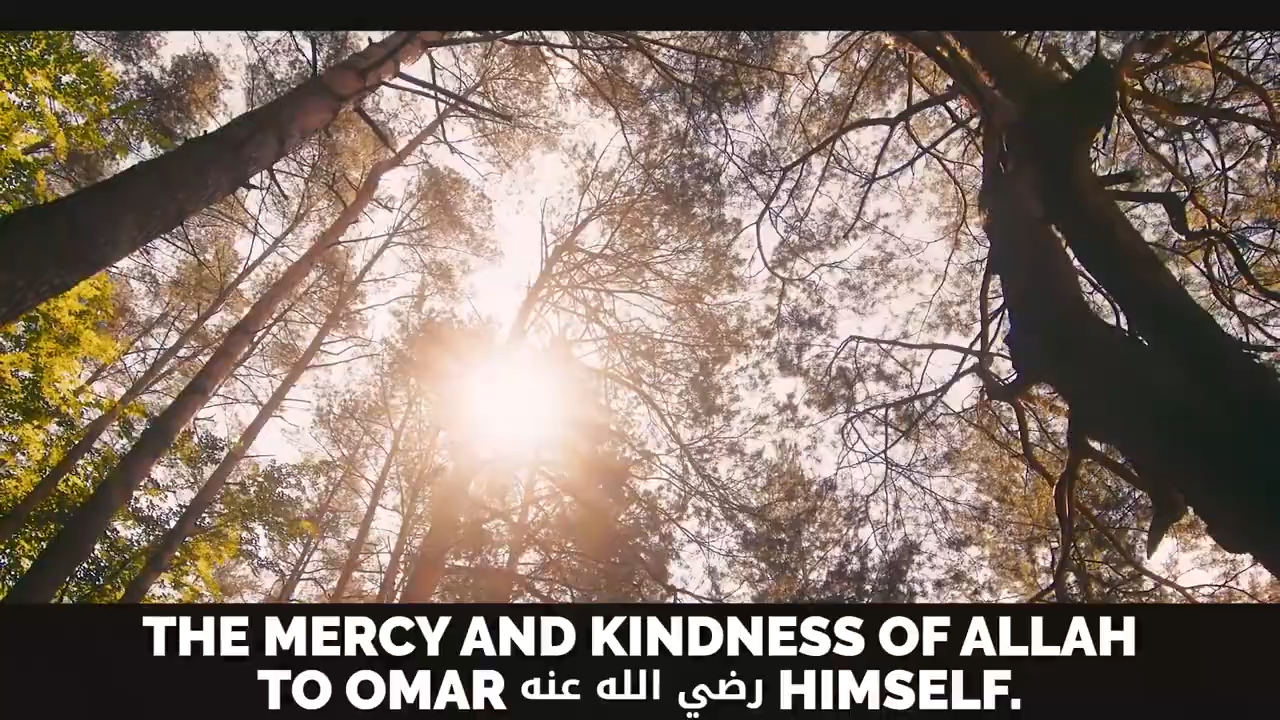 THE MERCY AND KINDNESS OF ALLAH
TO OMAR رضي الله عنه HIMSELF.